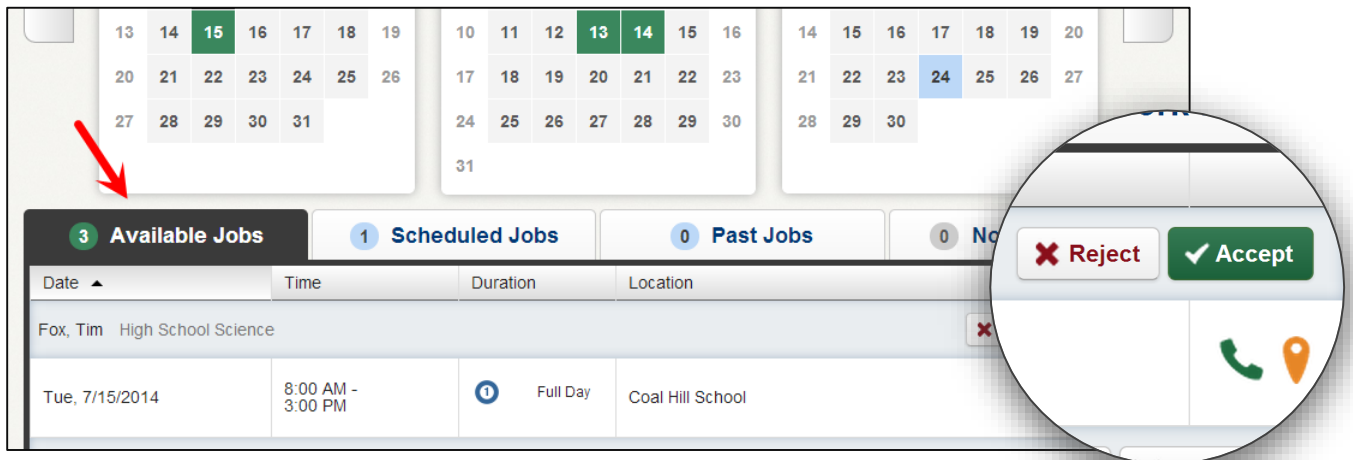 13 14 15 16 17 18 19 10 11 12 13 14 15 16 14 15 16 17 18 19 20
20 21 22 23 24 25 26 17 18 19 20 21 22 23 21 22 23 24 25 26 27
27 28 29 30 31 24 25 26 27 28 29 30 28 29 30
31
3 Available Jobs 1 Scheduled Jobs 0 Past Jobs 0
Reject Accept
Date Time Duration Location
Fox, Tim High School Science
Tue, 7/15/2014 8:00 AM - 1 Full Day Coal Hill School
3:00 PM